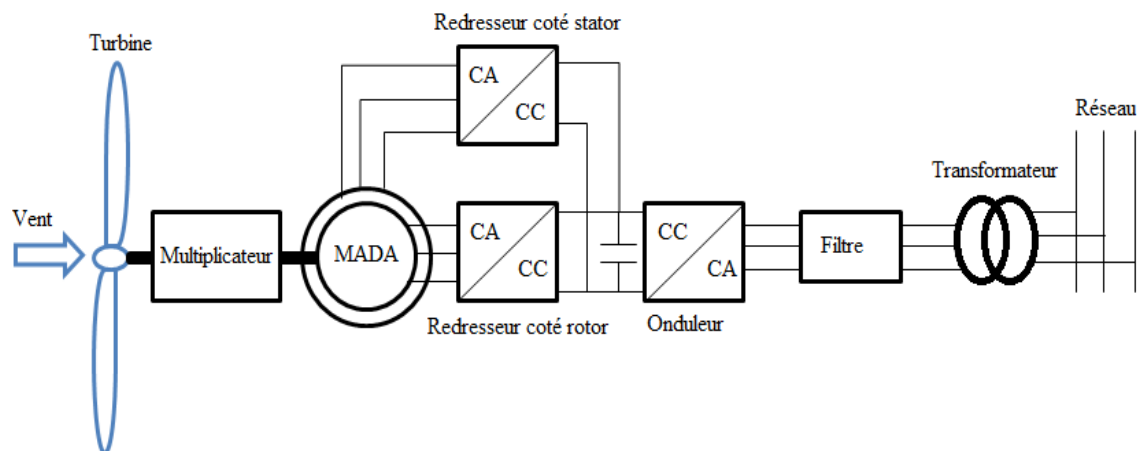 Redresseur coté stator
Turbine
CA
CC
Réseau
Transformateur
Vent
Multiplicateur
MADA
CA
CC
CC
CA
Filtre
Redresseur coté rotor
Onduleur